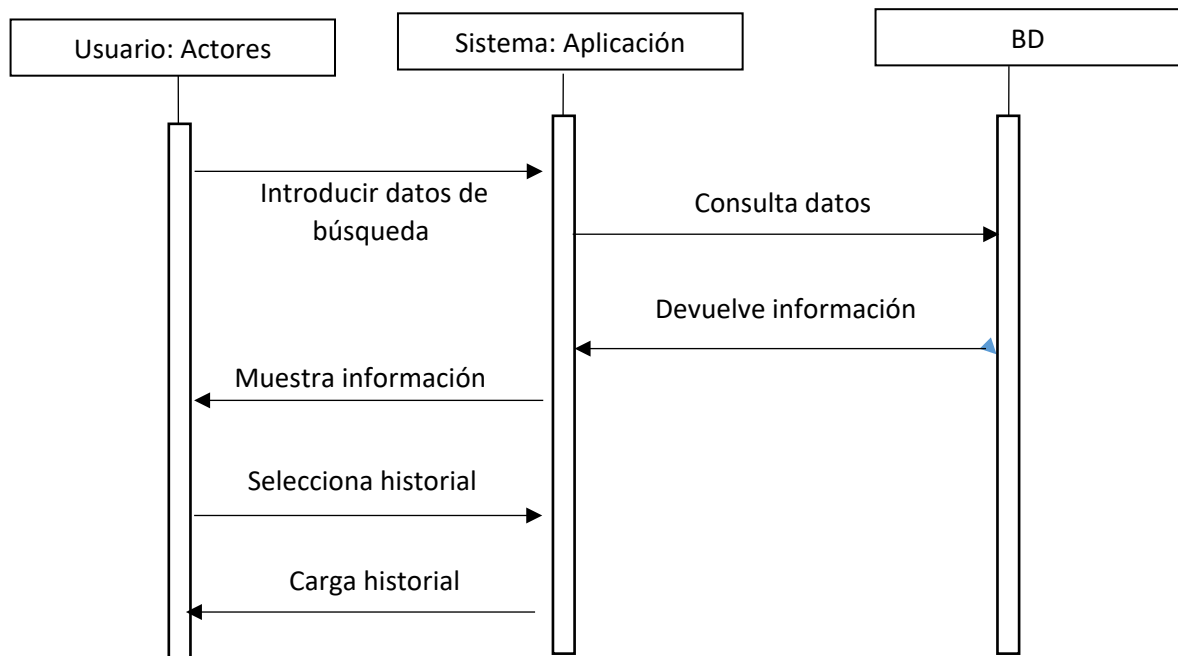 Usuario: Actores
Sistema: Aplicación
BD
Introducir datos de
búsqueda
Consulta datos
Devuelve información
Muestra información
Selecciona historial
Carga historial